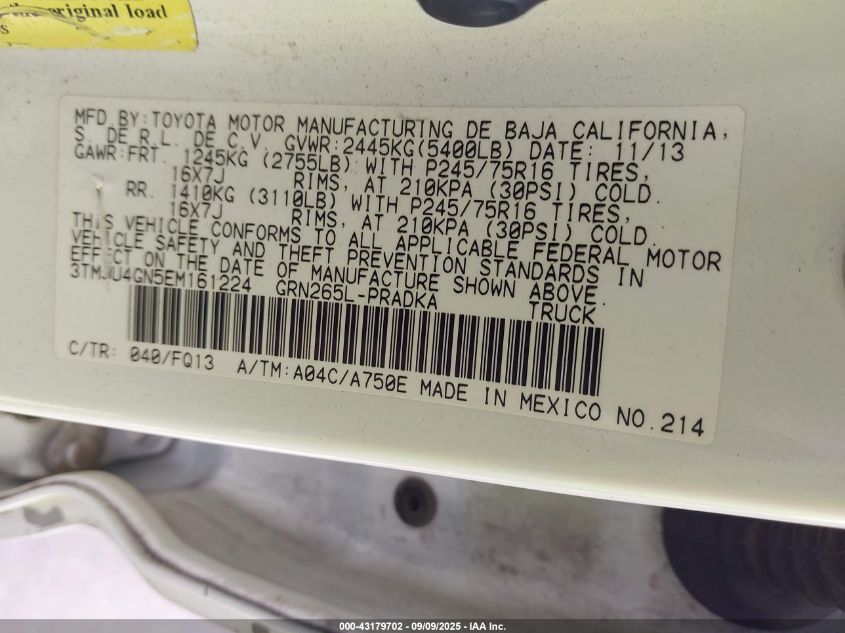 the original load
MFD.BY:TOYOTA MOTOR MANUFACTURING DE BAJA CALIFORNIA,
S. DE R.L. DE C.V. GVWR:2445KG(5400LB) DATE: 11/13
GAWR:FRT. 1245KG (2755LB) WITH P245/75R16 TIRES,
16X7J RIMS, AT 210KPA (30PSI) COLD.
RR. 1410KG (3110LB) WITH P245/75R16 TIRES,
16X7J RIMS, AT 210KPA (30PSI) COLD.
THIS VEHICLE CONFORMS TO ALL APPLICABLE FEDERAL MOTOR
VEHICLE SAFETY AND THEFT PREVENTION STANDARDS IN
EFFECT ON THE DATE OF MANUFACTURE SHOWN ABOVE.
3TMJU4GN5EM161224 GRN265L-PRADKA TRUCK
C/TR: 040/FQ13 A/TM:A04C/A750E MADE IN MEXICO NO.214
000-43179702 - 09/09/2025 - IAA Inc.